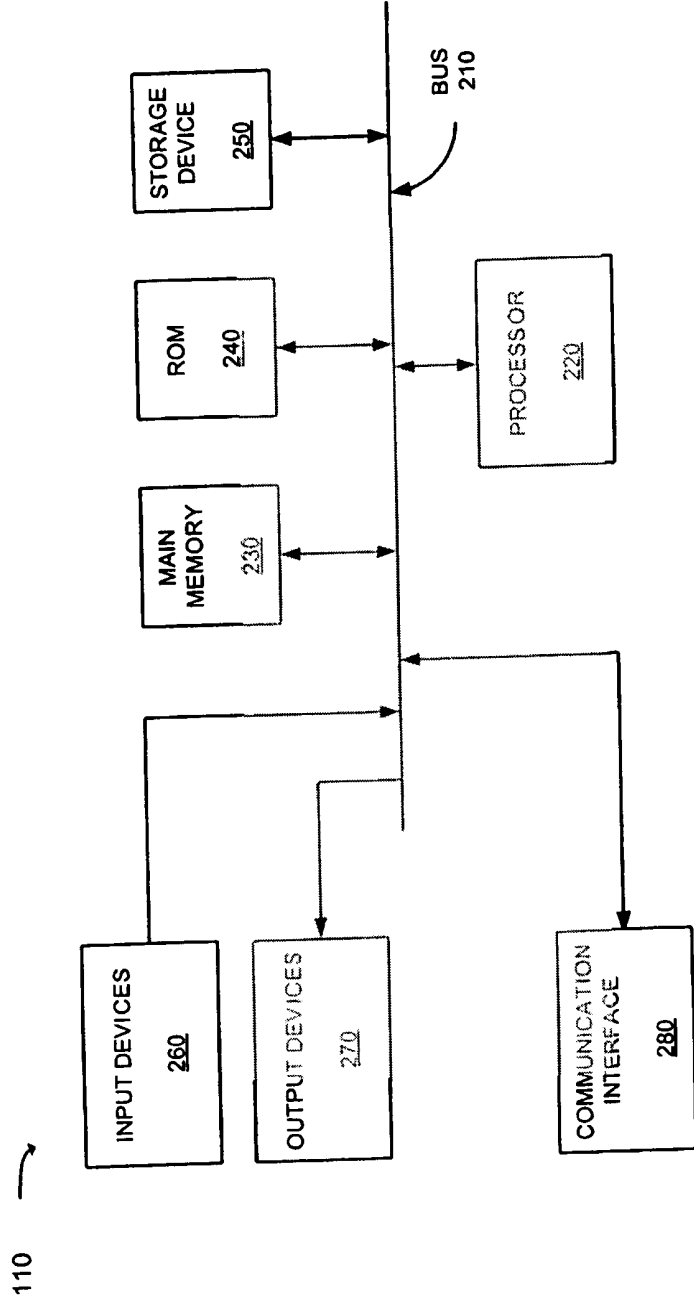 110
INPUT DEVICES
260
OUTPUT DEVICES
270
COMMUNICATION
INTERFACE
280
MAIN
MEMORY
230
ROM
240
STORAGE
DEVICE
250
PROCESSOR
220
BUS
210